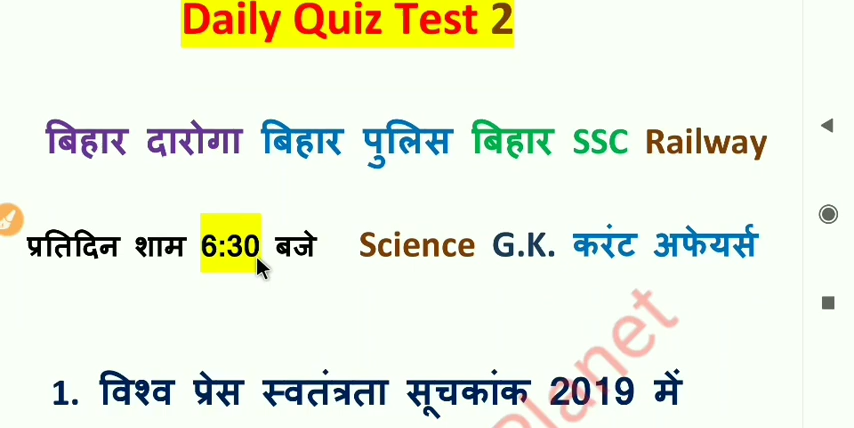 Daily Quiz Test 2
बिहार दारोगा बिहार पुलिस बिहार SSC Railway
प्रतिदिन शाम 6:30 बजे Science G.K. करंट अफेयर्स
1. विश्व प्रेस स्वतंत्रता सूचकांक 2019 में
Planet